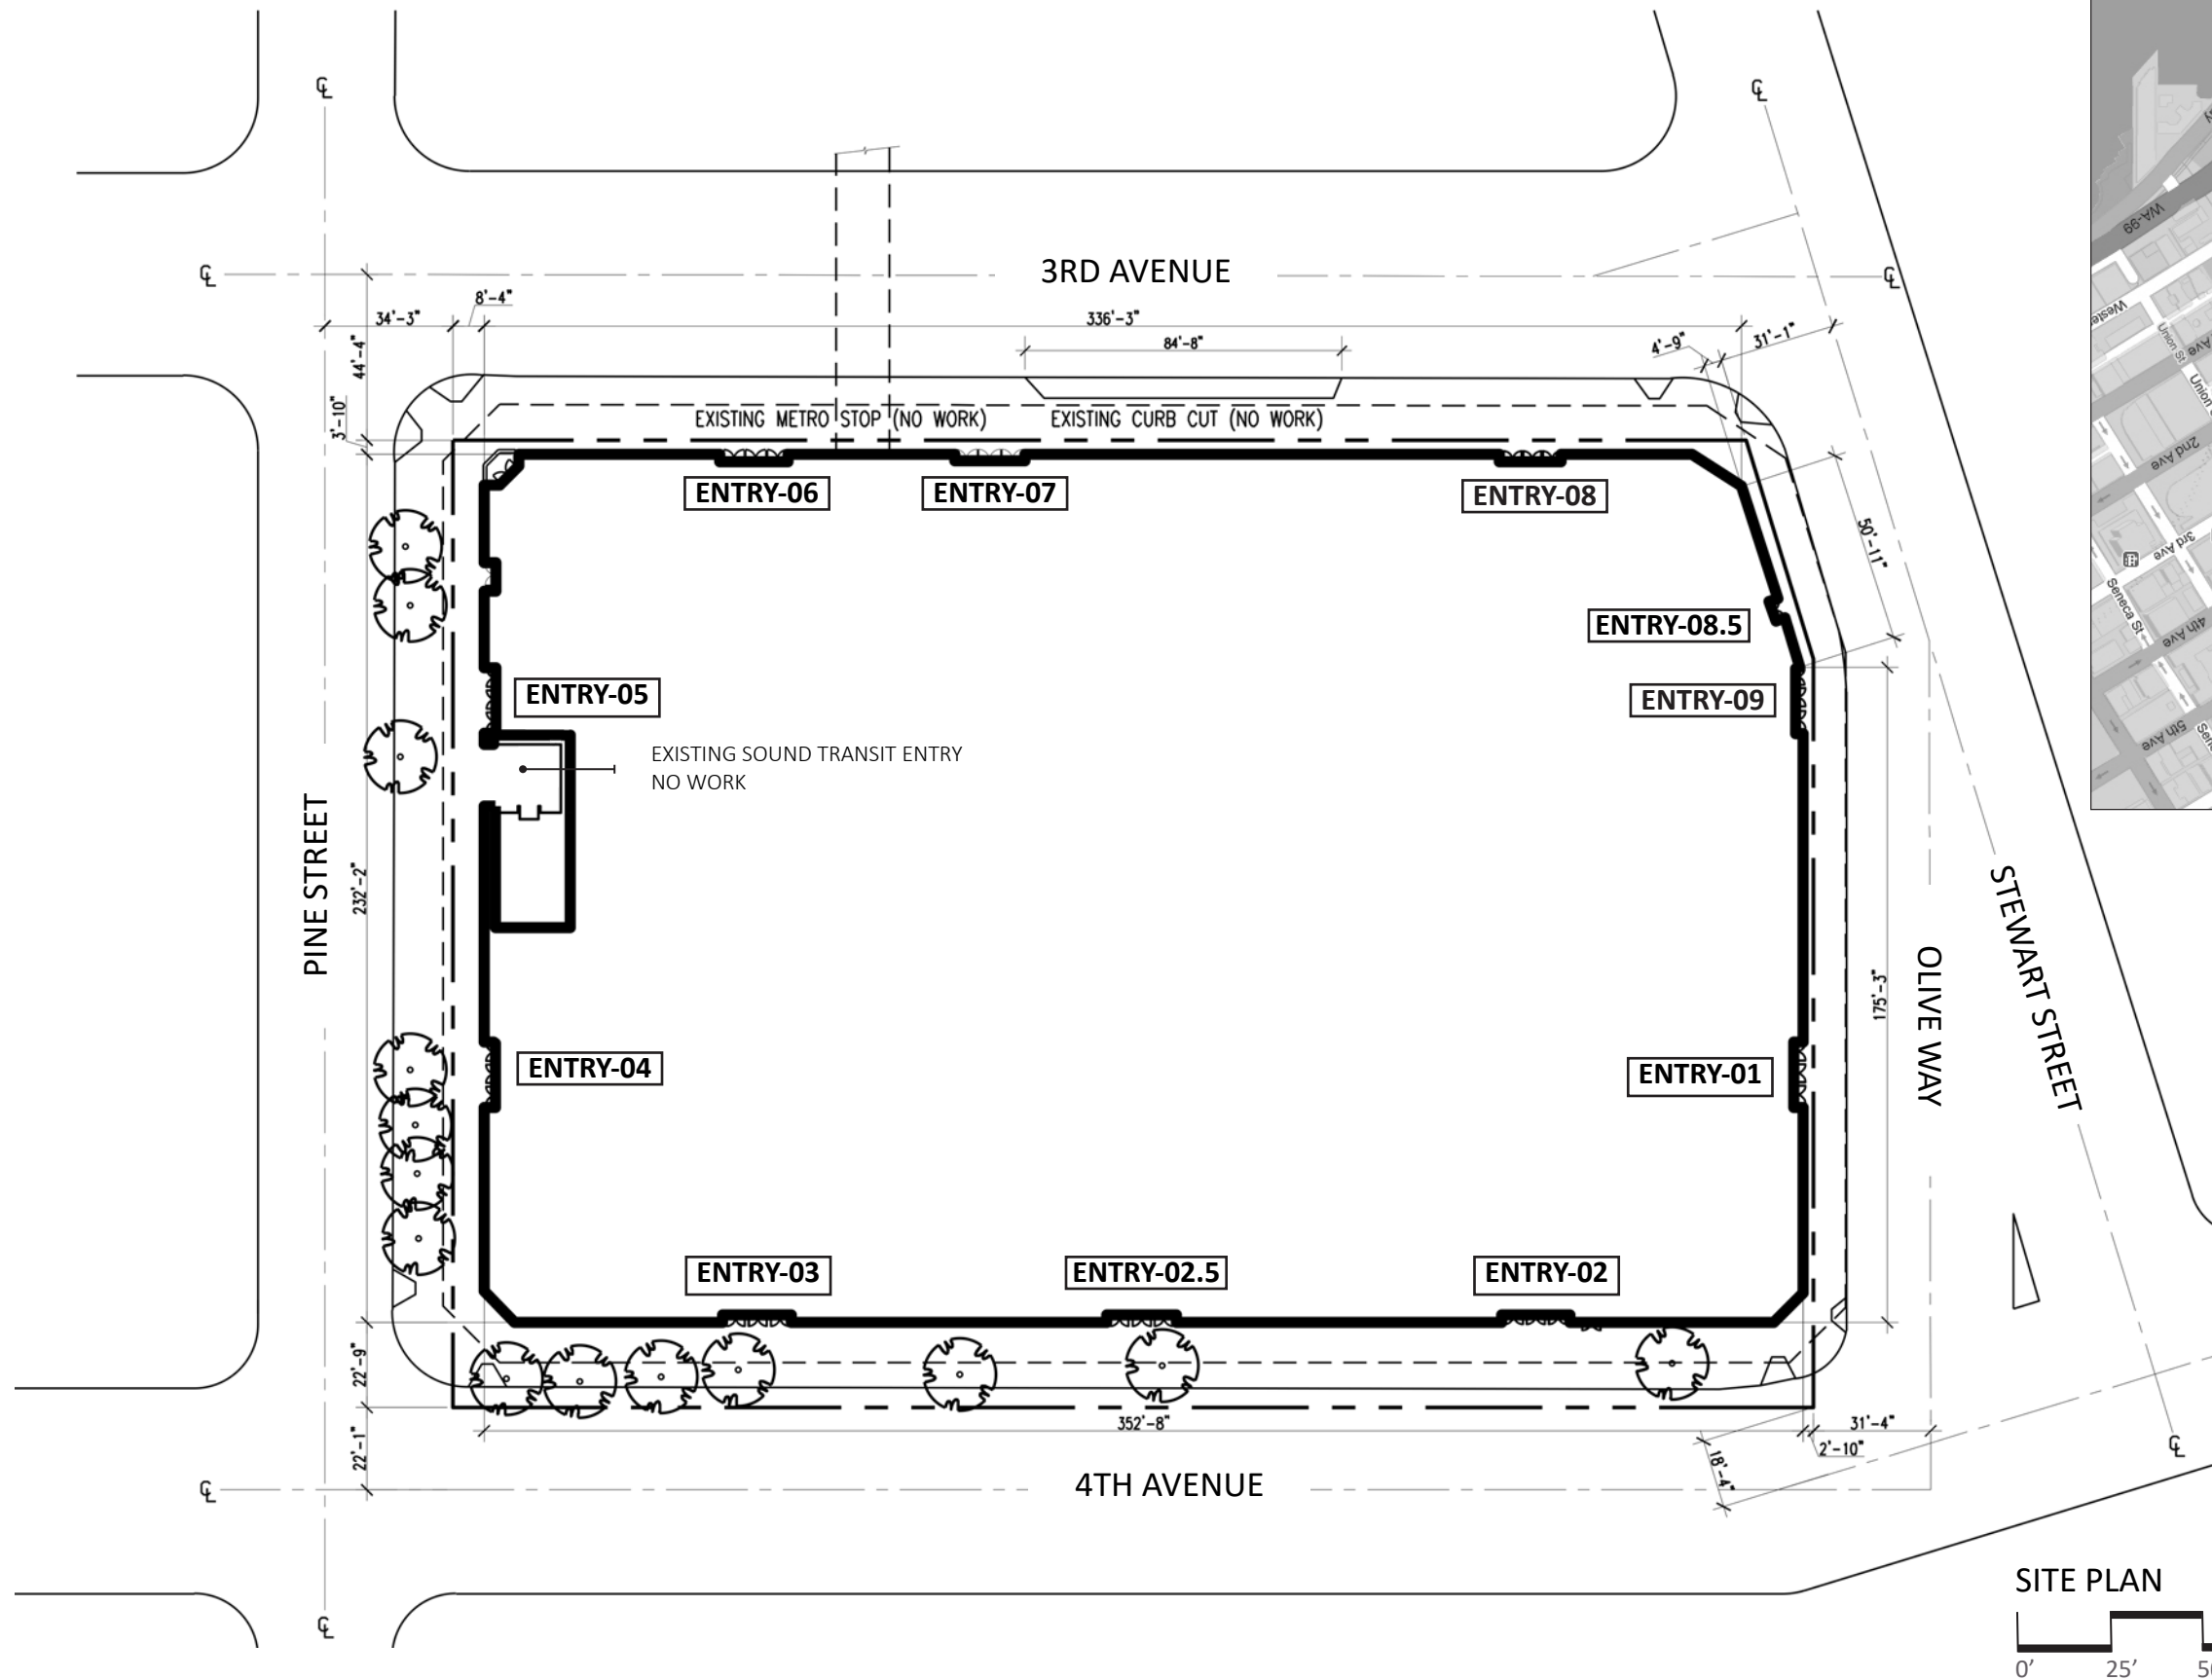 ℄
℄
WA-99
3RD AVENUE
℄
℄
8'-4"
34'-3"
336'-3"
84'-8"
4'-9"
31'-1"
44'-4"
3'-10"
EXISTING METRO STOP (NO WORK)
EXISTING CURB CUT (NO WORK)
ENTRY-06
ENTRY-07
ENTRY-08
50'-11"
ENTRY-08.5
ENTRY-05
ENTRY-09
EXISTING SOUND TRANSIT ENTRY
NO WORK
PINE STREET
232'-2"
STEWART STREET
OLIVE WAY
175'-3"
ENTRY-04
ENTRY-01
ENTRY-03
ENTRY-02.5
ENTRY-02
22'-9"
352'-8"
31'-4"
2'-10"
22'-1"
18'-4"
℄
℄
4TH AVENUE
℄
SITE PLAN
0'
25'
Western
Union St
Union
2nd Ave
3rd Ave
Seneca St
4th Ave
5th Ave